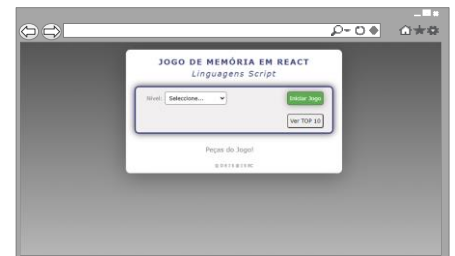 JOGO DE MEMÓRIA EM REACT
Linguagens Script
Nível: Seleccione... Iniciar Jogo
Ver TOP 10
Peças do Jogo!